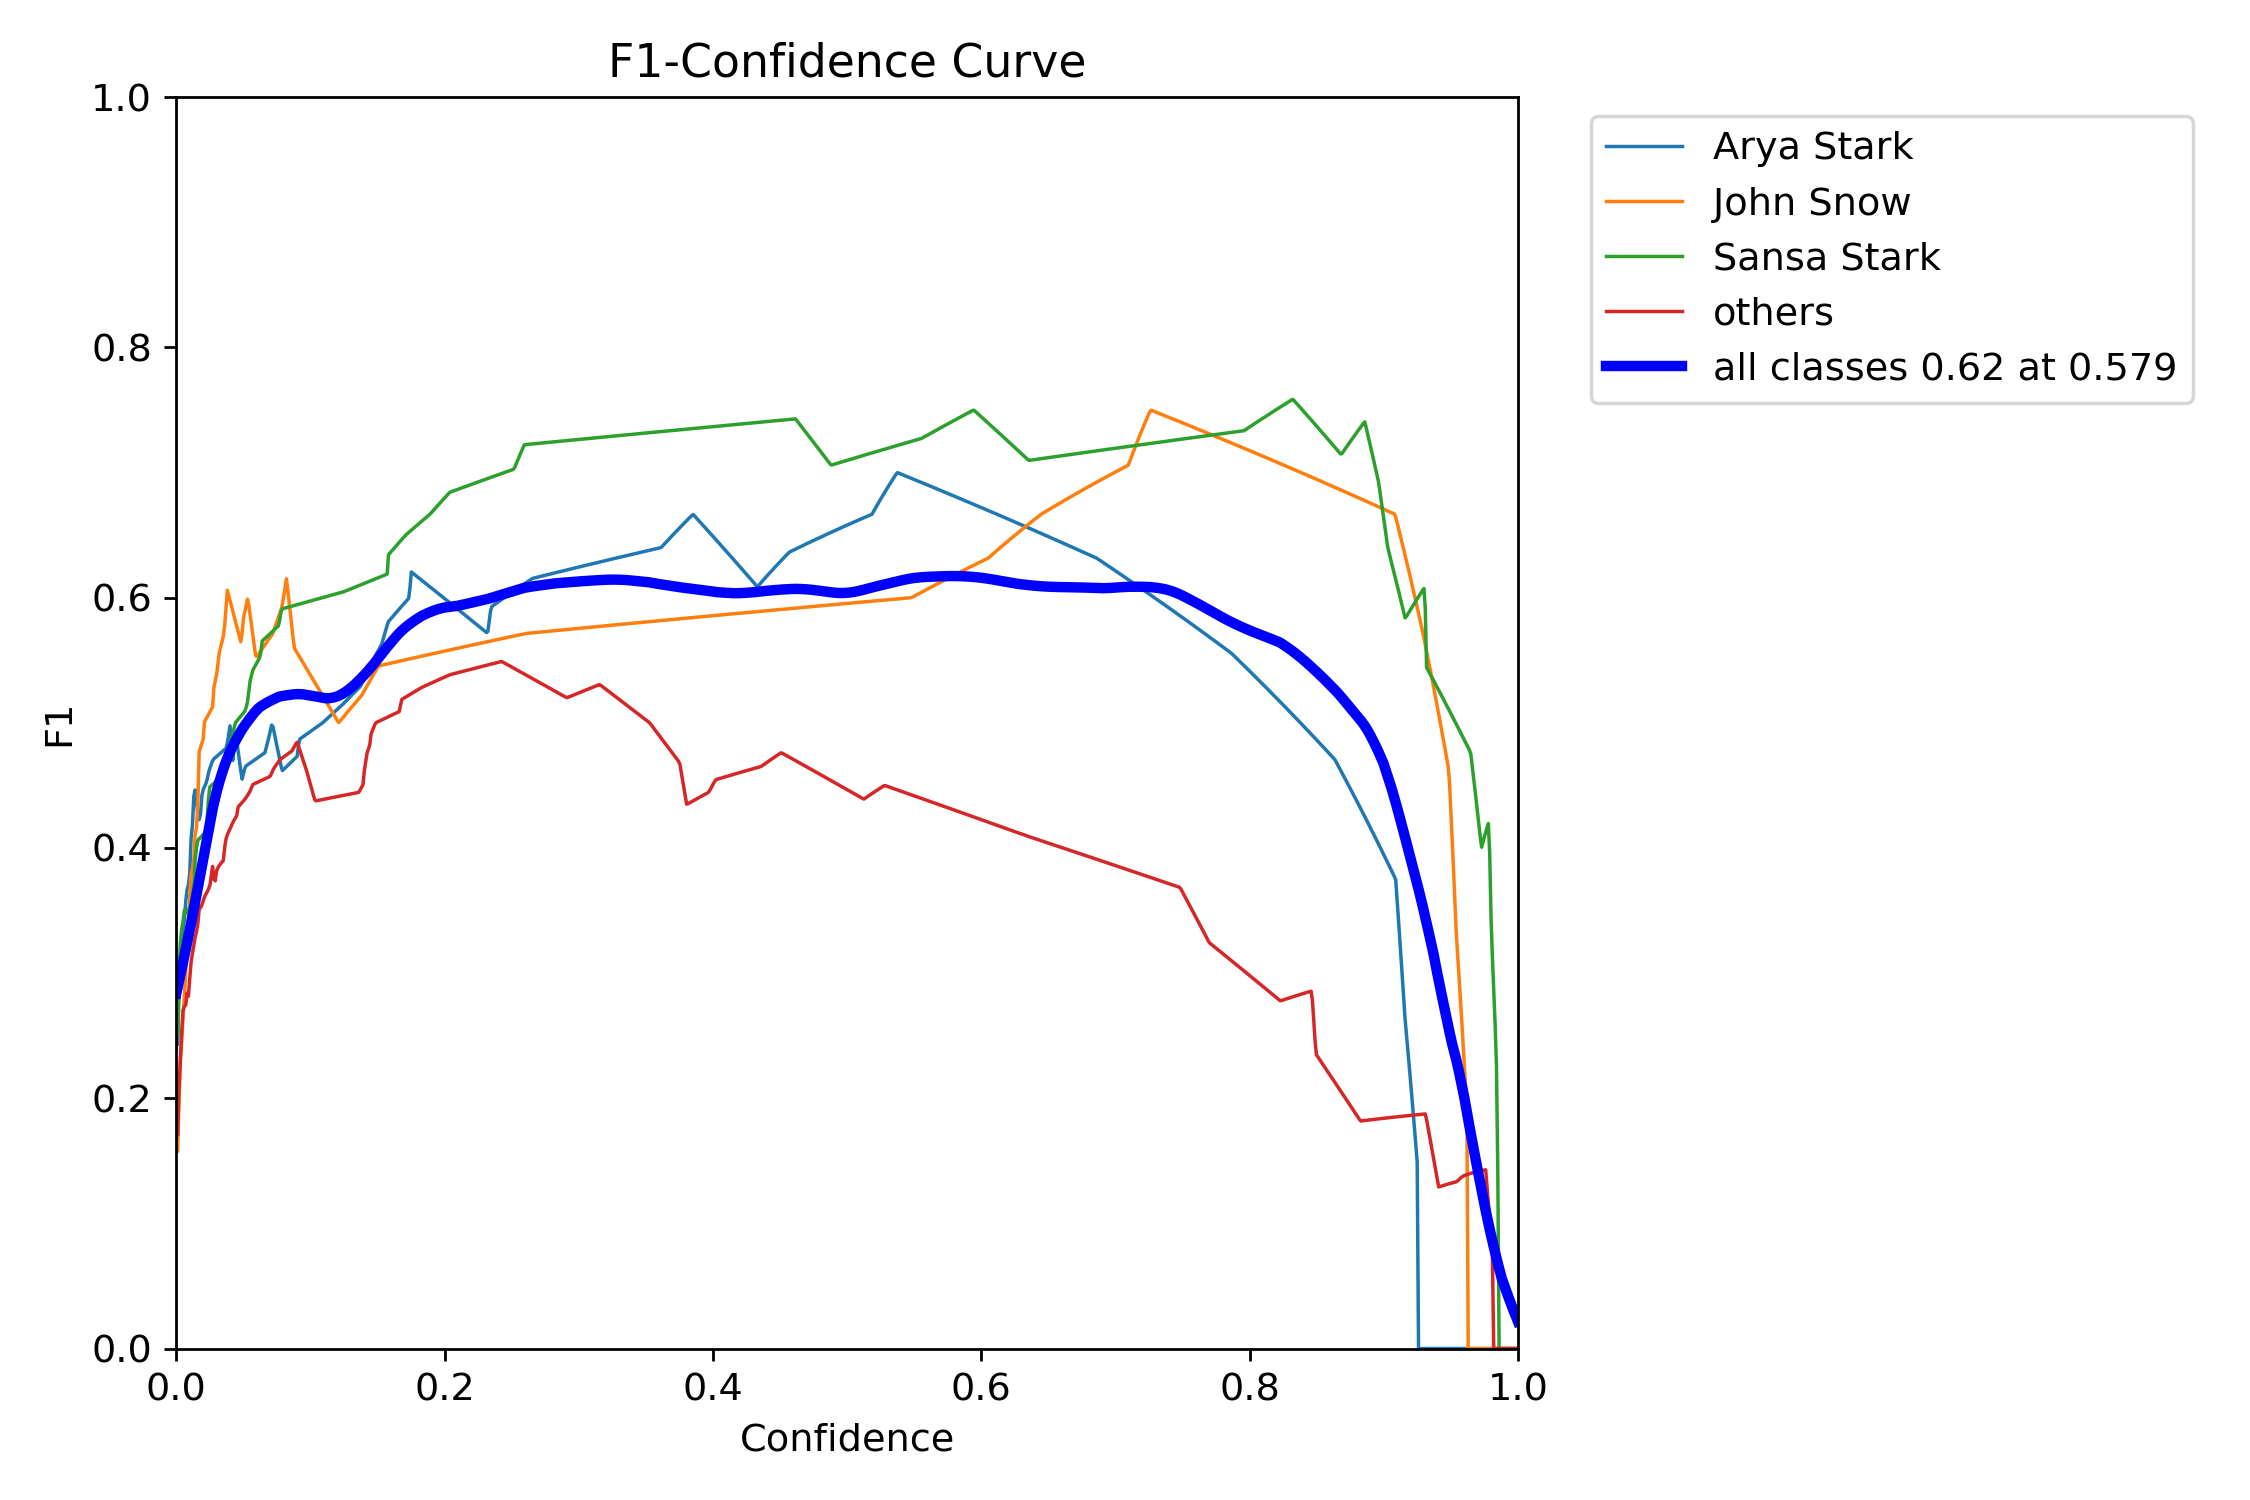 F1-Confidence Curve
1.0
0.8
0.6
0.4
0.2
0.0
F1
0.0 0.2 0.4 0.6 0.8 1.0
Confidence
Arya Stark
John Snow
Sansa Stark
others
all classes 0.62 at 0.579